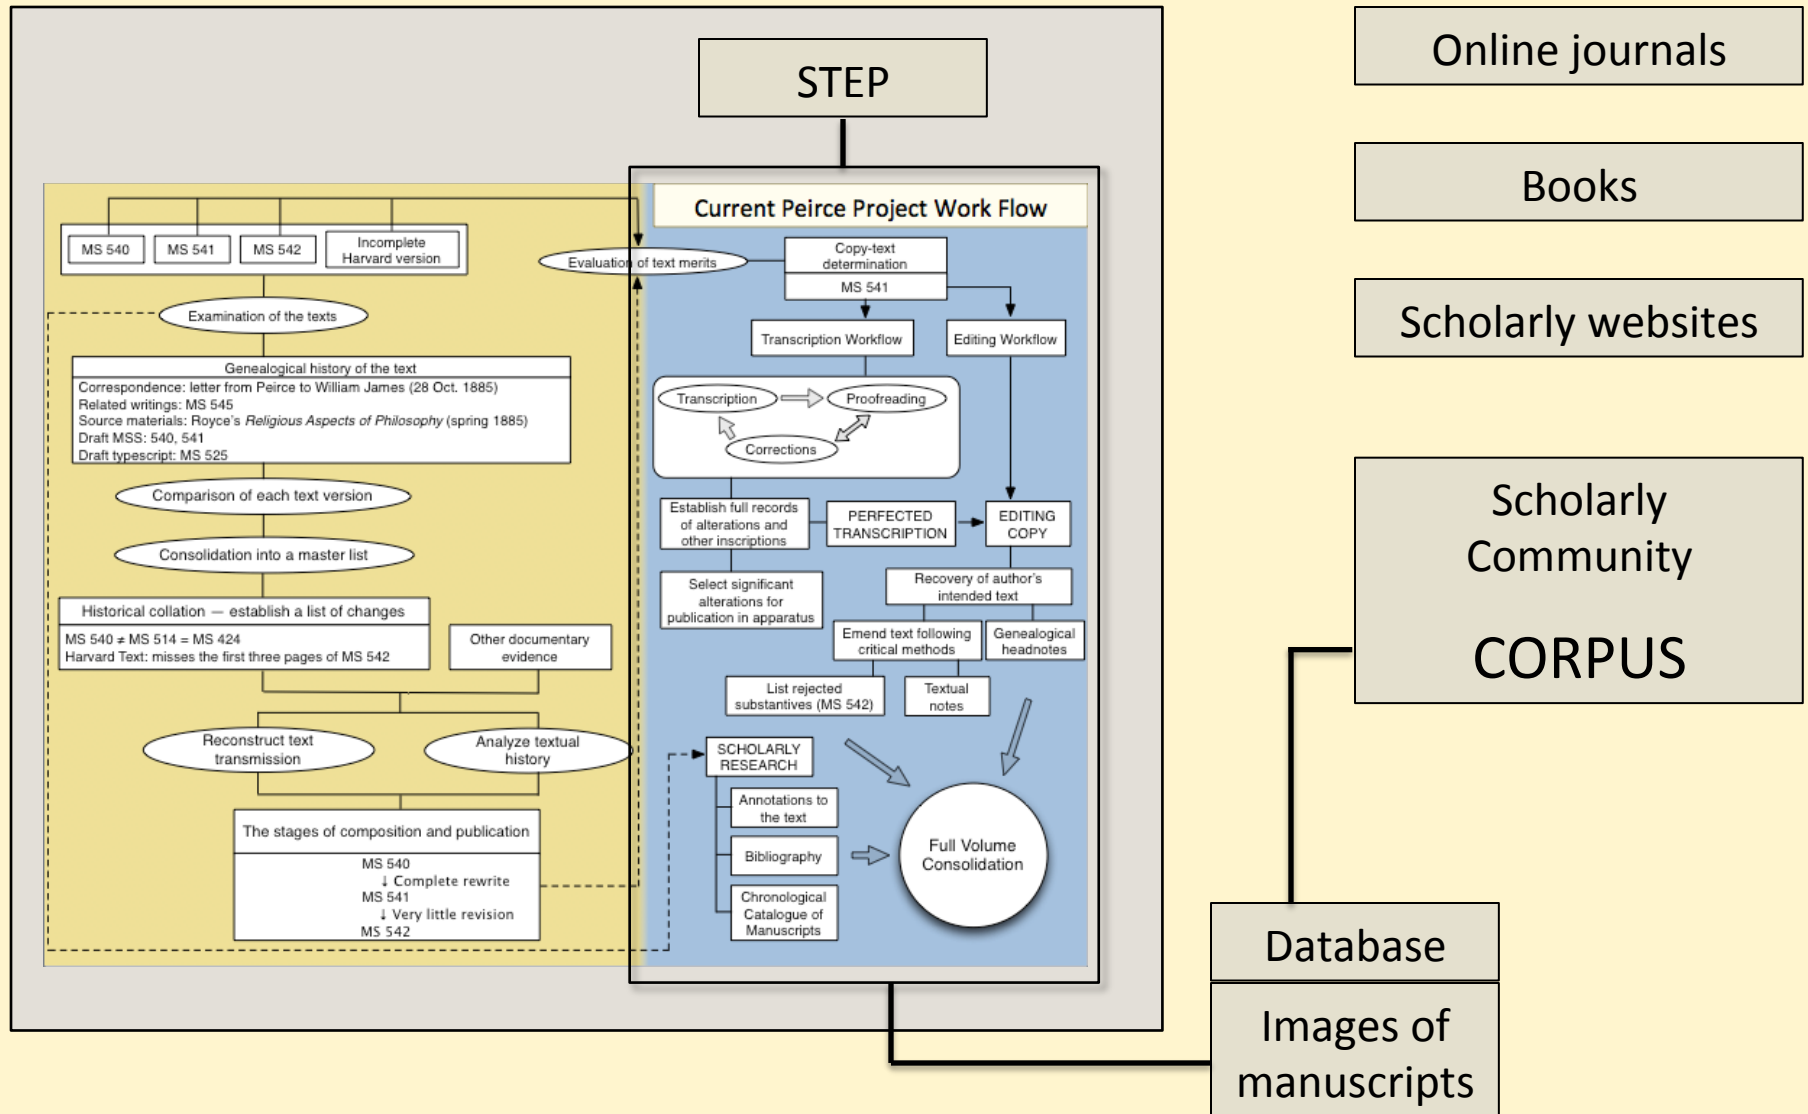 STEP
Current Peirce Project Work Flow
MS 540
MS 541
MS 542
Incomplete
Harvard version
Examination of the texts
Genealogical history of the text
Correspondence: letter from Peirce to William James (28 Oct. 1885)
Related writings: MS 545
Source materials: Royce's Religious Aspects of Philosophy (spring 1885)
Draft MSS: 540, 541
Draft typescript: MS 525
Comparison of each text version
Consolidation into a master list
Historical collation — establish a list of changes
MS 540 ≠ MS 514 = MS 424
Harvard Text: misses the first three pages of MS 542
Other documentary
evidence
Reconstruct text
transmission
Analyze textual
history
The stages of composition and publication
MS 540
↓ Complete rewrite
MS 541
↓ Very little revision
MS 542
Evaluation of text merits
Copy-text
determination
MS 541
Transcription Workflow
Editing Workflow
Transcription
Proofreading
Corrections
Establish full records
of alterations and
other inscriptions
PERFECTED
TRANSCRIPTION
EDITING
COPY
Select significant
alterations for
publication in apparatus
Recovery of author's
intended text
Emend text following
critical methods
Genealogical
headnotes
List rejected
substantives (MS 542)
Textual
notes
SCHOLARLY
RESEARCH
Annotations to
the text
Bibliography
Chronological
Catalogue of
Manuscripts
Full Volume
Consolidation
Online journals
Books
Scholarly websites
Scholarly
Community
CORPUS
Database
Images of
manuscripts